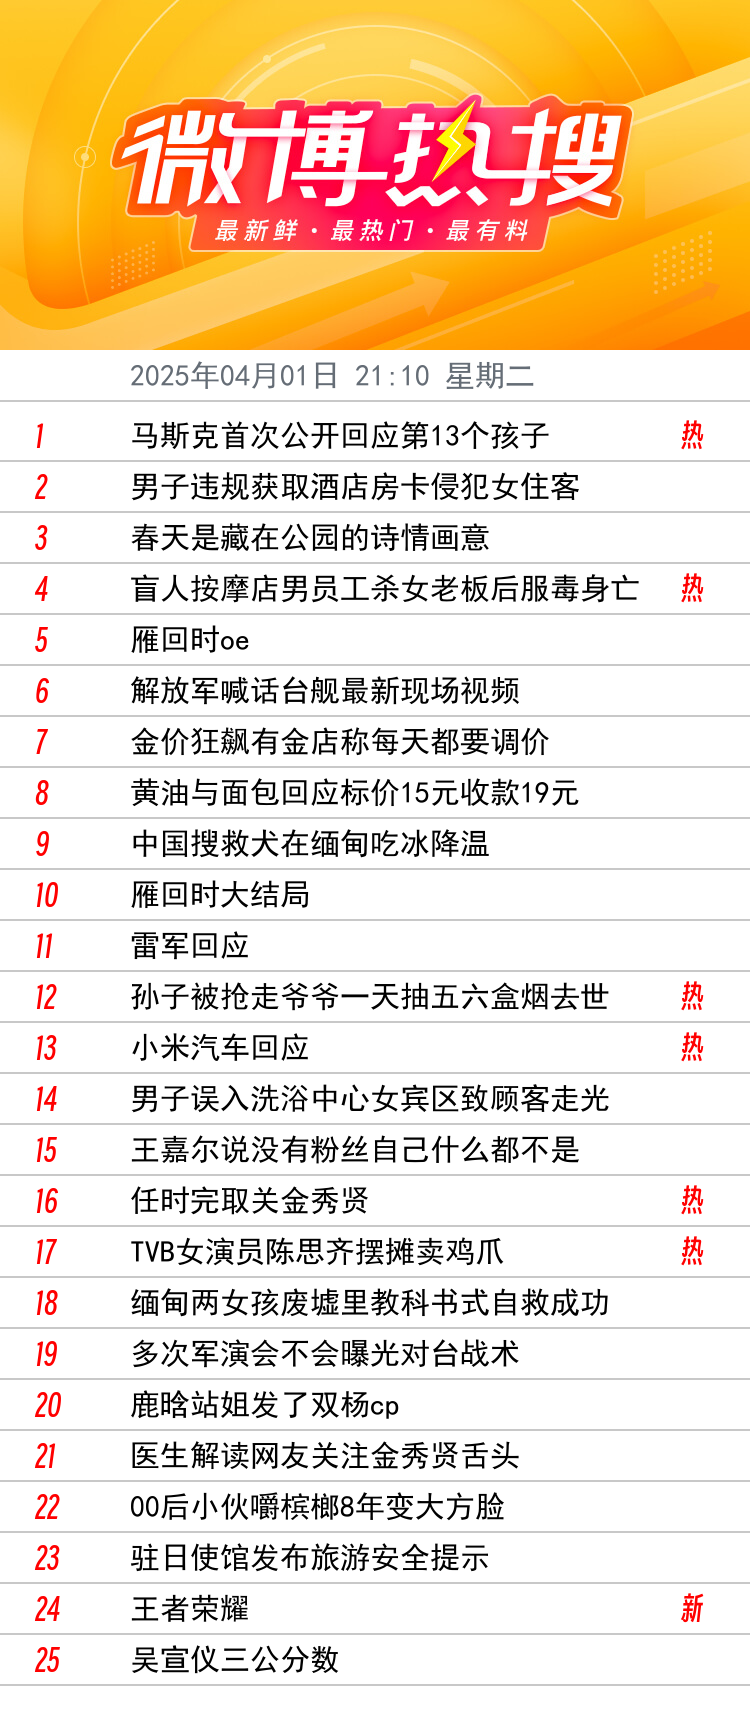 微博热搜
最新鲜·最热门·最有料
2025年04月01日 21:10 星期二
1 马斯克首次公开回应第13个孩子 热
2 男子违规获取酒店房卡侵犯女住客
3 春天是藏在公园的诗情画意
4 盲人按摩店男员工杀女老板后服毒身亡 热
5 雁回时oe
6 解放军喊话台舰最新现场视频
7 金价狂飙有金店称每天都要调价
8 黄油与面包回应标价15元收款19元
9 中国搜救犬在缅甸吃冰降温
10 雁回时大结局
11 雷军回应
12 孙子被抢走爷爷一天抽五六盒烟去世 热
13 小米汽车回应 热
14 男子误入洗浴中心女宾区致顾客走光
15 王嘉尔说没有粉丝自己什么都不是
16 任时完取关金秀贤 热
17 TVB女演员陈思齐摆摊卖鸡爪 热
18 缅甸两女孩废墟里教科书式自救成功
19 多次军演会不会曝光对台战术
20 鹿晗站姐发了双杨cp
21 医生解读网友关注金秀贤舌头
22 00后小伙嚼槟榔8年变大方脸
23 驻日使馆发布旅游安全提示
24 王者荣耀 新
25 吴宣仪三公分数